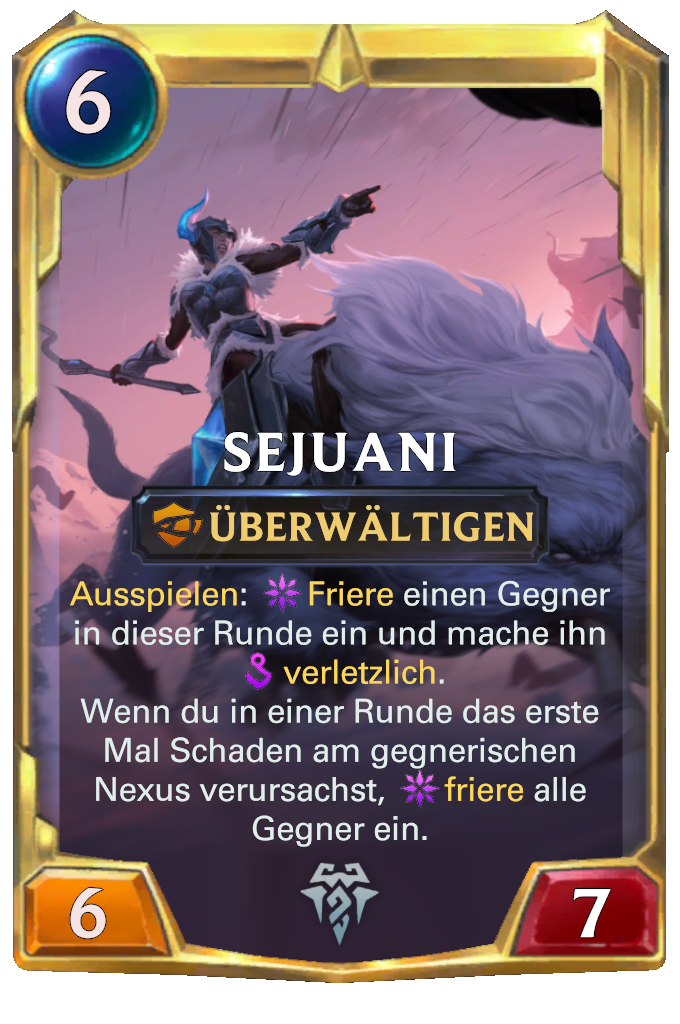 6
SEJUANI
ÜBERWÄLTIGEN
Ausspielen: Friere einen Gegner
in dieser Runde ein und mache ihn
verletzlich.
Wenn du in einer Runde das erste
Mal Schaden am gegnerischen
Nexus verursachst, friere alle
Gegner ein.
6
7